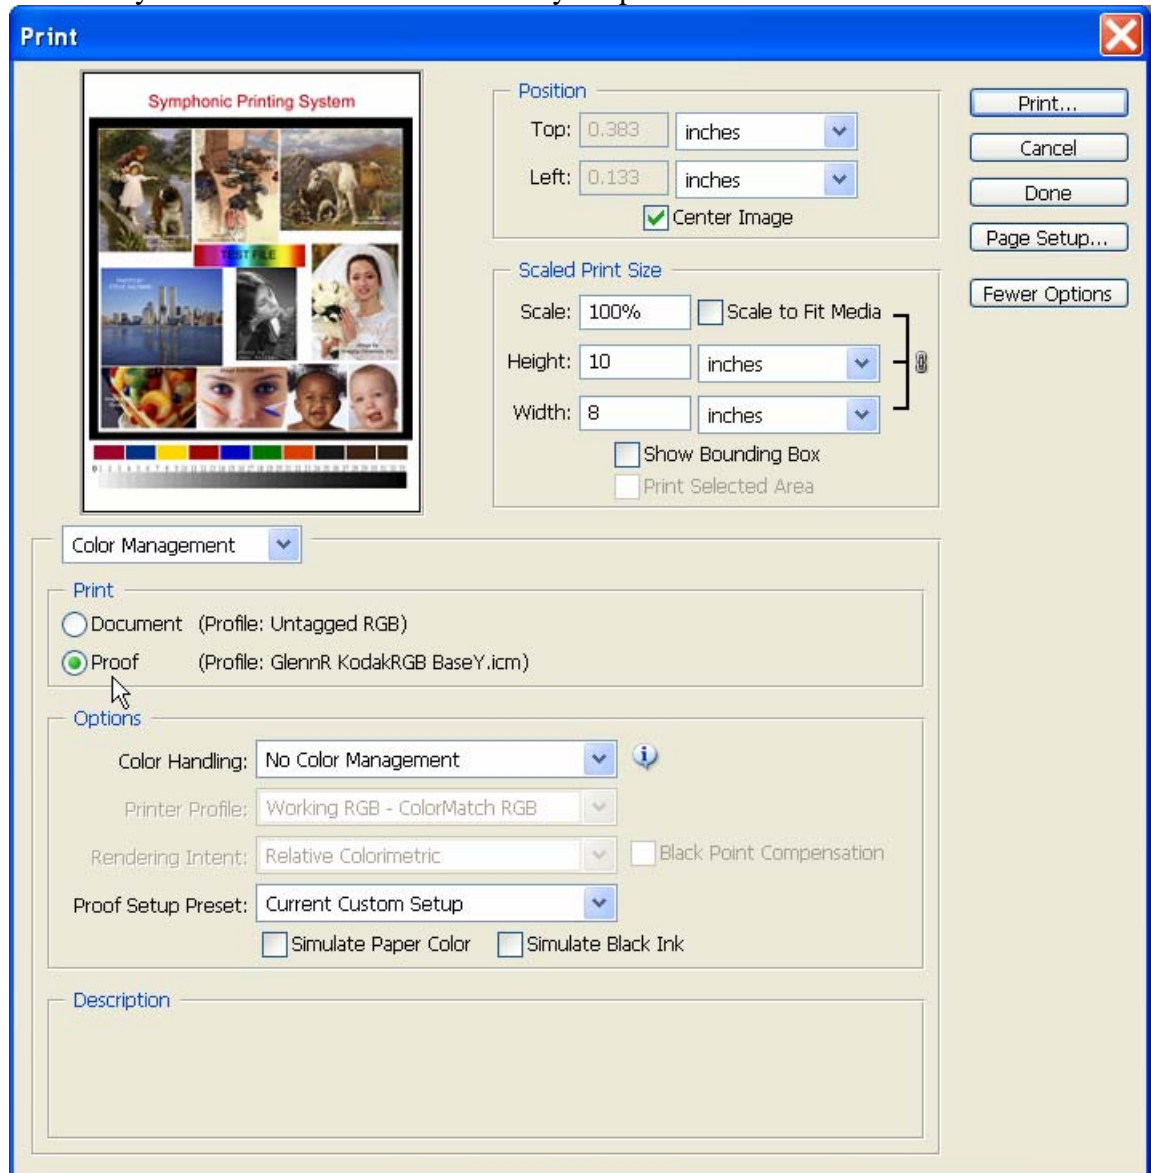 Print
Symphonic Printing System
TEST FILE
Position
Top: 0.383 inches
Left: 0.133 inches
Center Image
Print...
Cancel
Done
Page Setup...
Fewer Options
Scaled Print Size
Scale: 100% Scale to Fit Media
Height: 10 inches
Width: 8 inches
Show Bounding Box
Print Selected Area
Color Management
Print
Document (Profile: Untagged RGB)
Proof (Profile: GlennR KodakRGB BaseY.icm)
Options
Color Handling: No Color Management
Printer Profile: Working RGB - ColorMatch RGB
Rendering Intent: Relative Colorimetric Black Point Compensation
Proof Setup Preset: Current Custom Setup
Simulate Paper Color Simulate Black Ink
Description